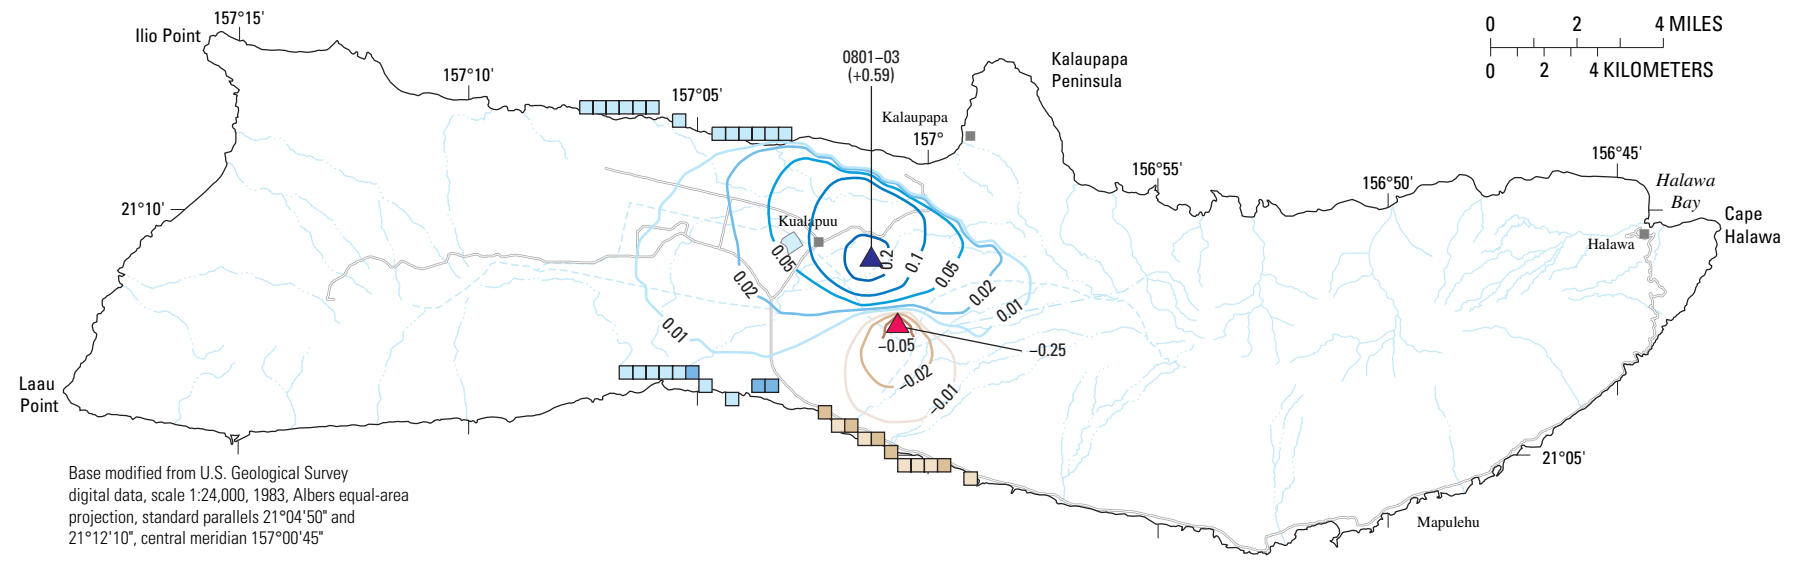 157°15'
Ilio Point
157°10'
157°05'
0801–03
(+0.59)
Kalaupapa
Peninsula
0 2 4 MILES
0 2 4 KILOMETERS
Kalaupapa
157°
156°55'
156°50'
156°45'
Halawa
Bay
Cape
Halawa
Halawa
21°10'
Kualapuu
0.2
0.1
0.05
0.05
0.02
0.02
0.01
0.01
–0.05
–0.25
–0.02
–0.01
Laau
Point
21°05'
Mapulehu
Base modified from U.S. Geological Survey
digital data, scale 1:24,000, 1983, Albers equal-area
projection, standard parallels 21°04'50" and
21°12'10", central meridian 157°00'45"